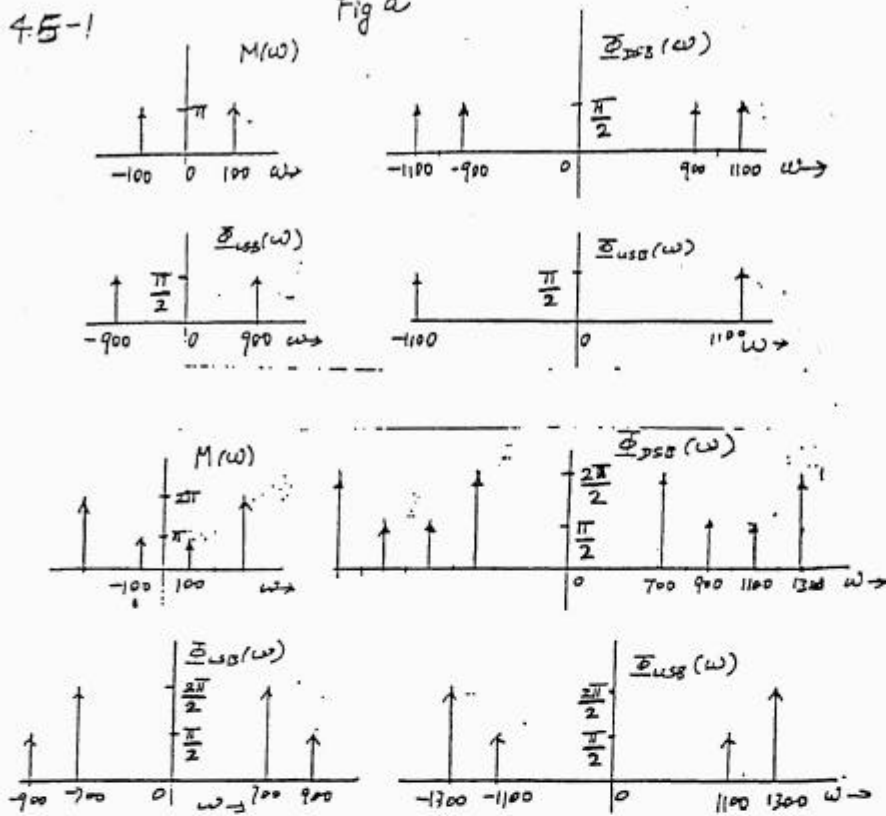 4.5-1
Fig a
M(ω)
π
-100 0 100 ω→
Φ_DSB(ω)
π/2
-1100 -900 0 900 1100 ω→
Φ_LSB(ω)
π/2
-900 0 900 ω→
Φ_USB(ω)
π/2
-1100 0 1100 ω→
M(ω)
2π
π
-100 100 ω→
Φ_DSB(ω)
2π/2
π/2
0 700 900 1100 1300 ω→
Φ_LSB(ω)
2π/2
π/2
-900 -700 0 700 900
ω→
Φ_USB(ω)
2π/2
π/2
-1300 -1100 0 1100 1300 ω→